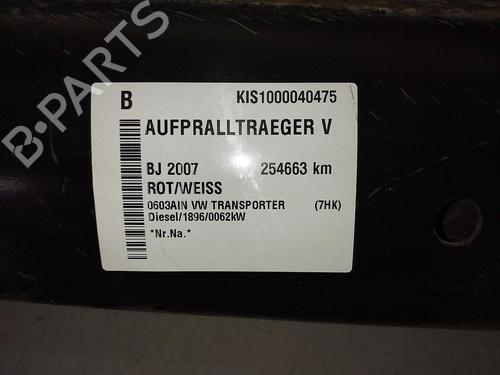 B-PARTS
B KIS1000040475
AUFPRALLTRAEGER V
BJ 2007 254663 km
ROT/WEISS
0603AIN VW TRANSPORTER (7HK)
Diesel/1896/0062kW
*Nr.Na.*